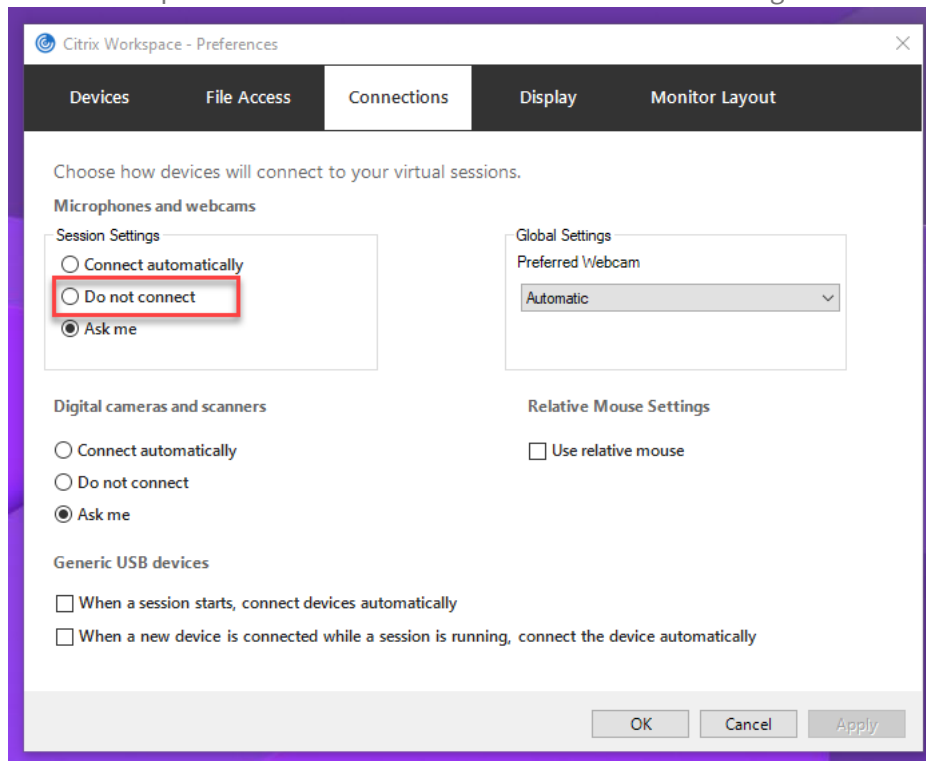 Citrix Workspace - Preferences
Devices File Access Connections Display Monitor Layout
Choose how devices will connect to your virtual sessions.
Microphones and webcams
Session Settings
Connect automatically
Do not connect
Ask me
Global Settings
Preferred Webcam
Automatic
Digital cameras and scanners
Connect automatically
Do not connect
Ask me
Relative Mouse Settings
Use relative mouse
Generic USB devices
When a session starts, connect devices automatically
When a new device is connected while a session is running, connect the device automatically
OK Cancel Apply